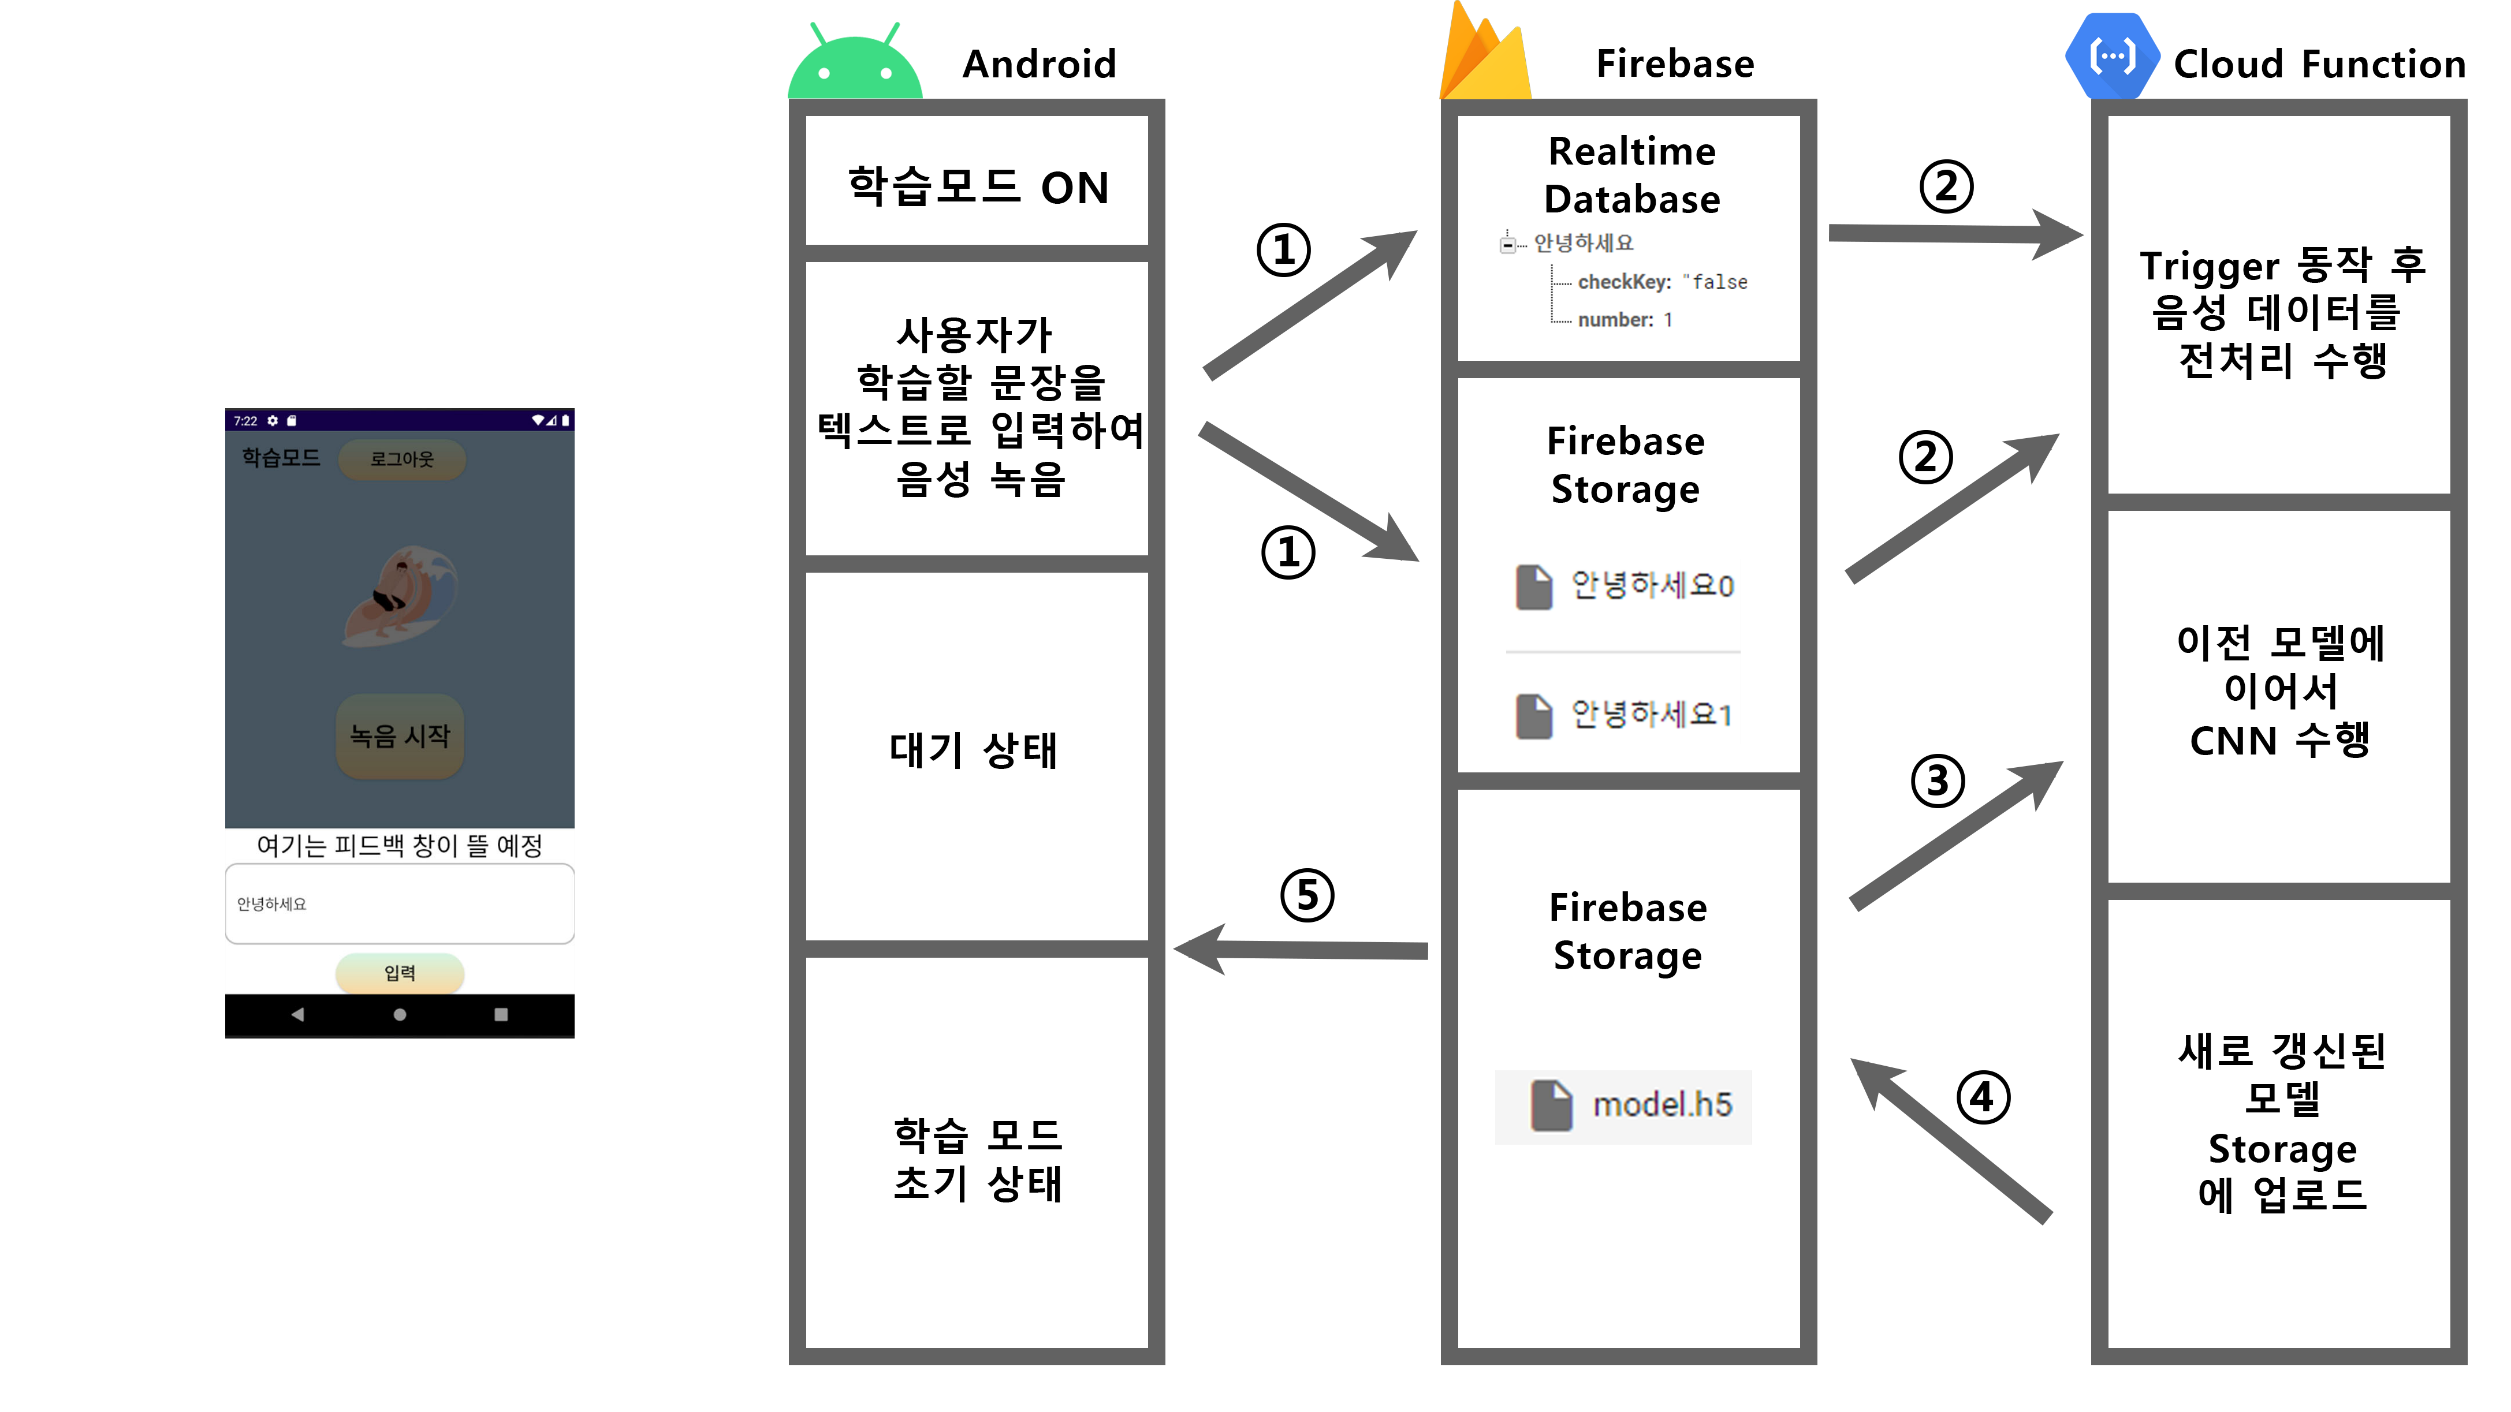 7:22
학습모드
로그아웃
녹음 시작
여기는 피드백 창이 뜰 예정
안녕하세요
입력
Android
학습모드 ON
사용자가
학습할 문장을
텍스트로 입력하여
음성 녹음
대기 상태
학습 모드
초기 상태
①
①
⑤
Firebase
Realtime
Database
안녕하세요
checkKey: "false
number: 1
Firebase
Storage
안녕하세요0
안녕하세요1
Firebase
Storage
model.h5
②
②
③
④
Cloud Function
Trigger 동작 후
음성 데이터를
전처리 수행
이전 모델에
이어서
CNN 수행
새로 갱신된
모델
Storage
에 업로드